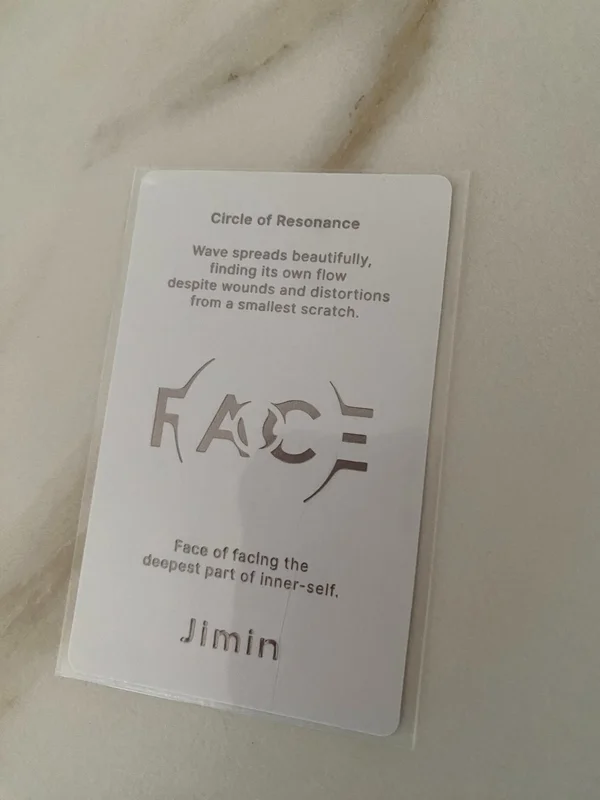 Circle of Resonance
Wave spreads beautifully,
finding its own flow
despite wounds and distortions
from a smallest scratch.
FACE
Face of facing the
deepest part of inner-self.
Jimin